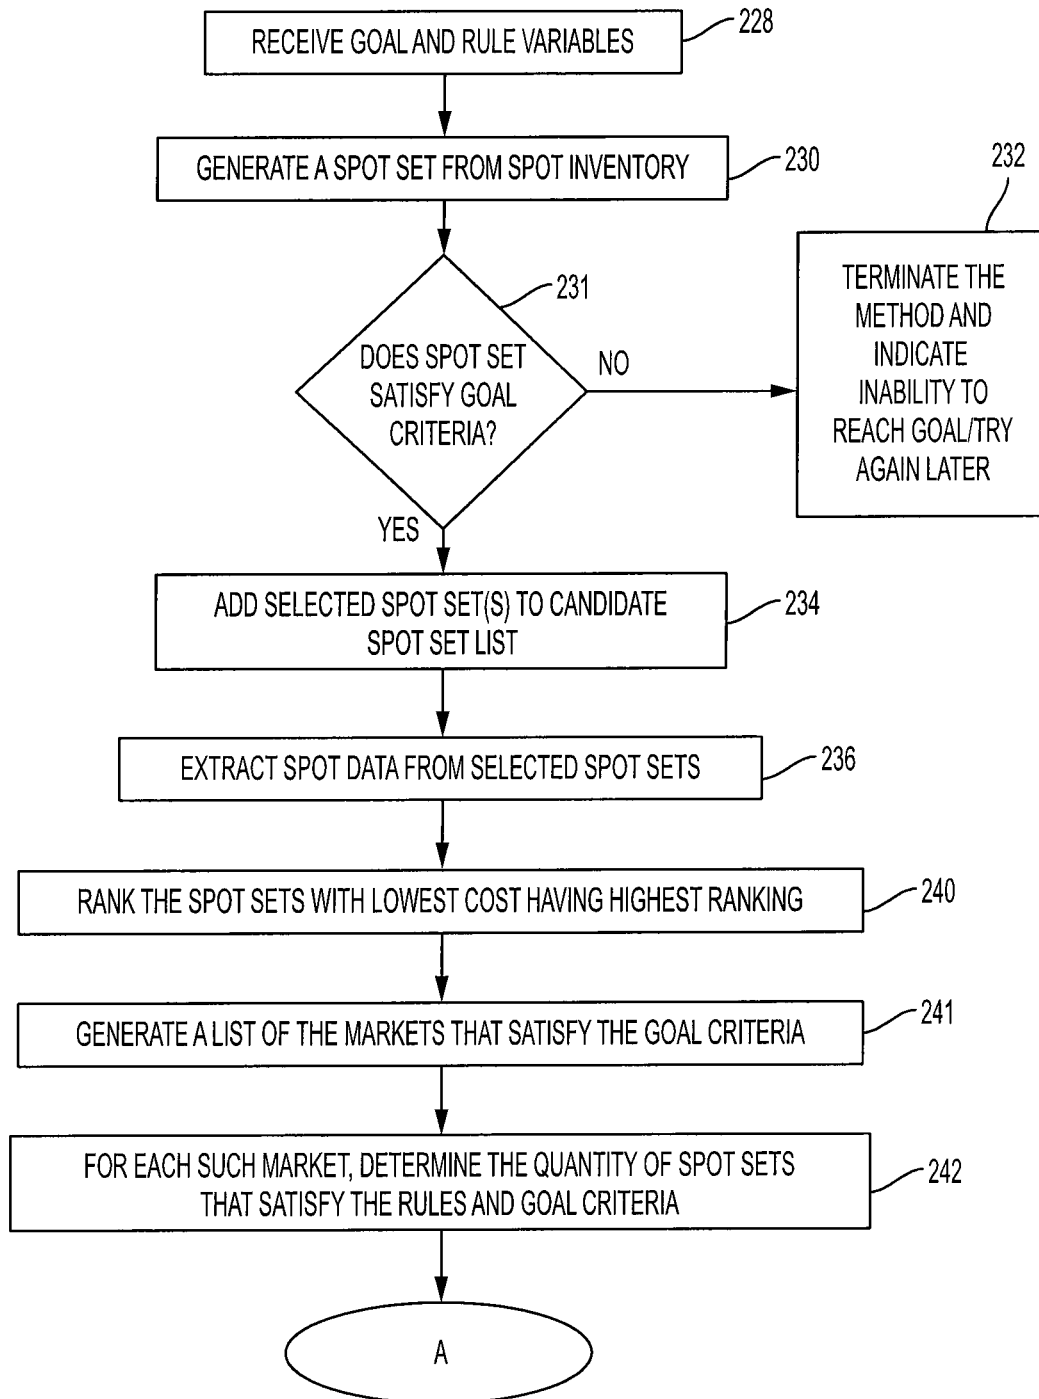 RECEIVE GOAL AND RULE VARIABLES
228
GENERATE A SPOT SET FROM SPOT INVENTORY
230
232
TERMINATE THE
METHOD AND
INDICATE
INABILITY TO
REACH GOAL/TRY
AGAIN LATER
231
DOES SPOT SET
SATISFY GOAL
CRITERIA?
NO
YES
ADD SELECTED SPOT SET(S) TO CANDIDATE
SPOT SET LIST
234
EXTRACT SPOT DATA FROM SELECTED SPOT SETS
236
RANK THE SPOT SETS WITH LOWEST COST HAVING HIGHEST RANKING
240
GENERATE A LIST OF THE MARKETS THAT SATISFY THE GOAL CRITERIA
241
FOR EACH SUCH MARKET, DETERMINE THE QUANTITY OF SPOT SETS
THAT SATISFY THE RULES AND GOAL CRITERIA
242
A